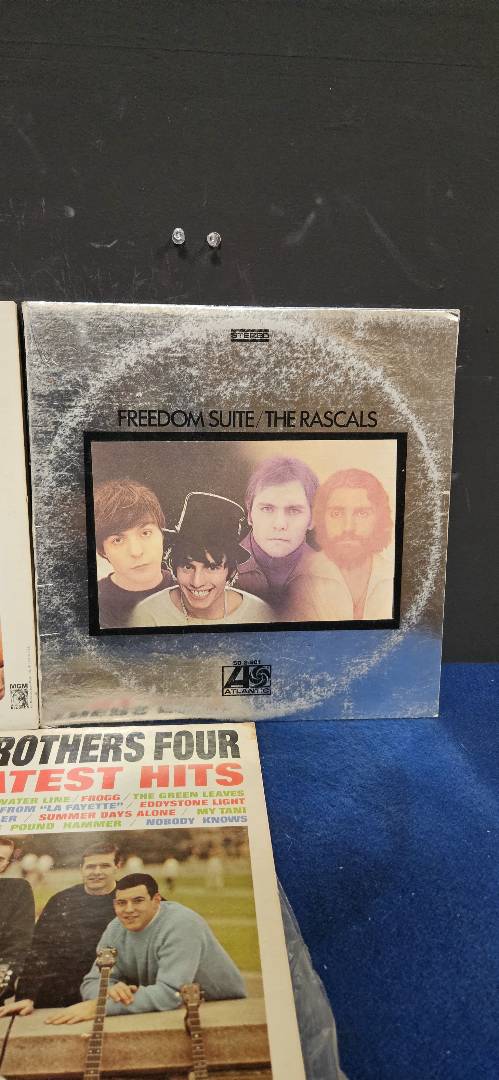 STEREO
FREEDOM SUITE/THE RASCALS
SD 2-901
ATLANTIC
MGM
ROTHERS FOUR
ATEST HITS
WATER LINE / FROGG / THE GREEN LEAVES
FROM "LA FAYETTE" / EDDYSTONE LIGHT
ER / SUMMER DAYS ALONE / MY TANI
POUND HAMMER / NOBODY KNOWS